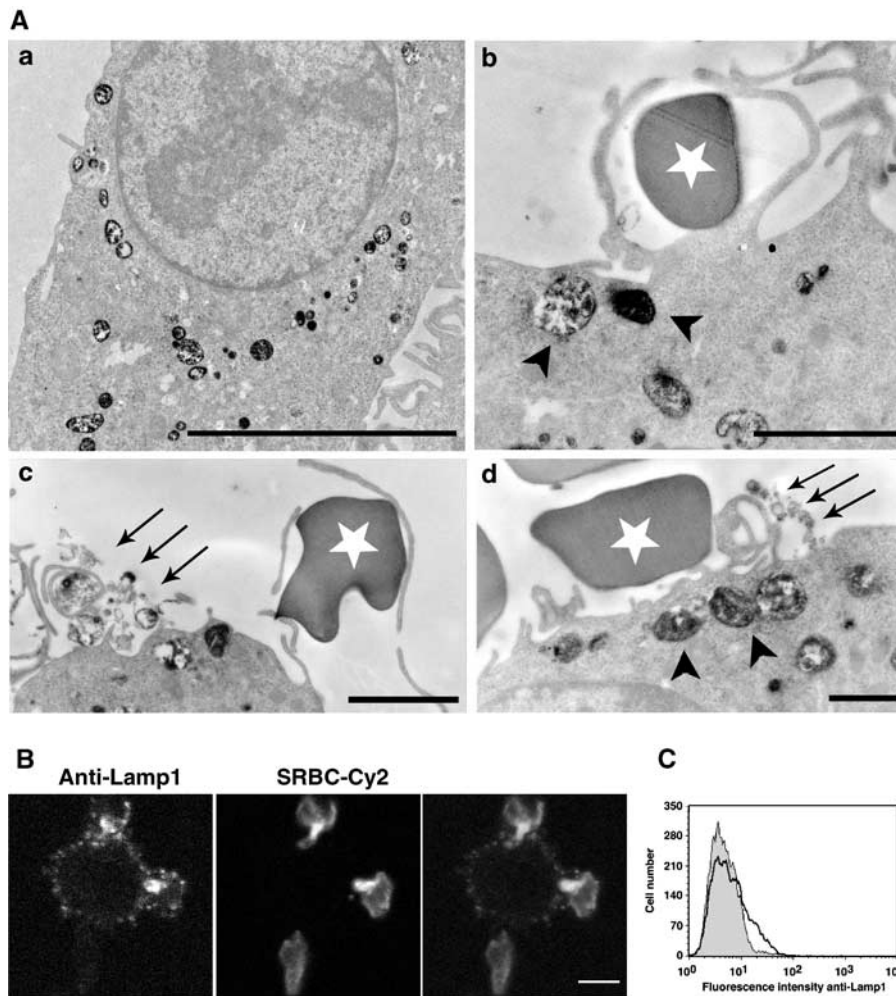 A
a
b
c
d
B
Anti-Lamp1
SRBC-Cy2
C
350
280
210
140
70
0
Cell number
10⁰
10¹
10²
10³
10
Fluorescence intensity anti-Lamp1